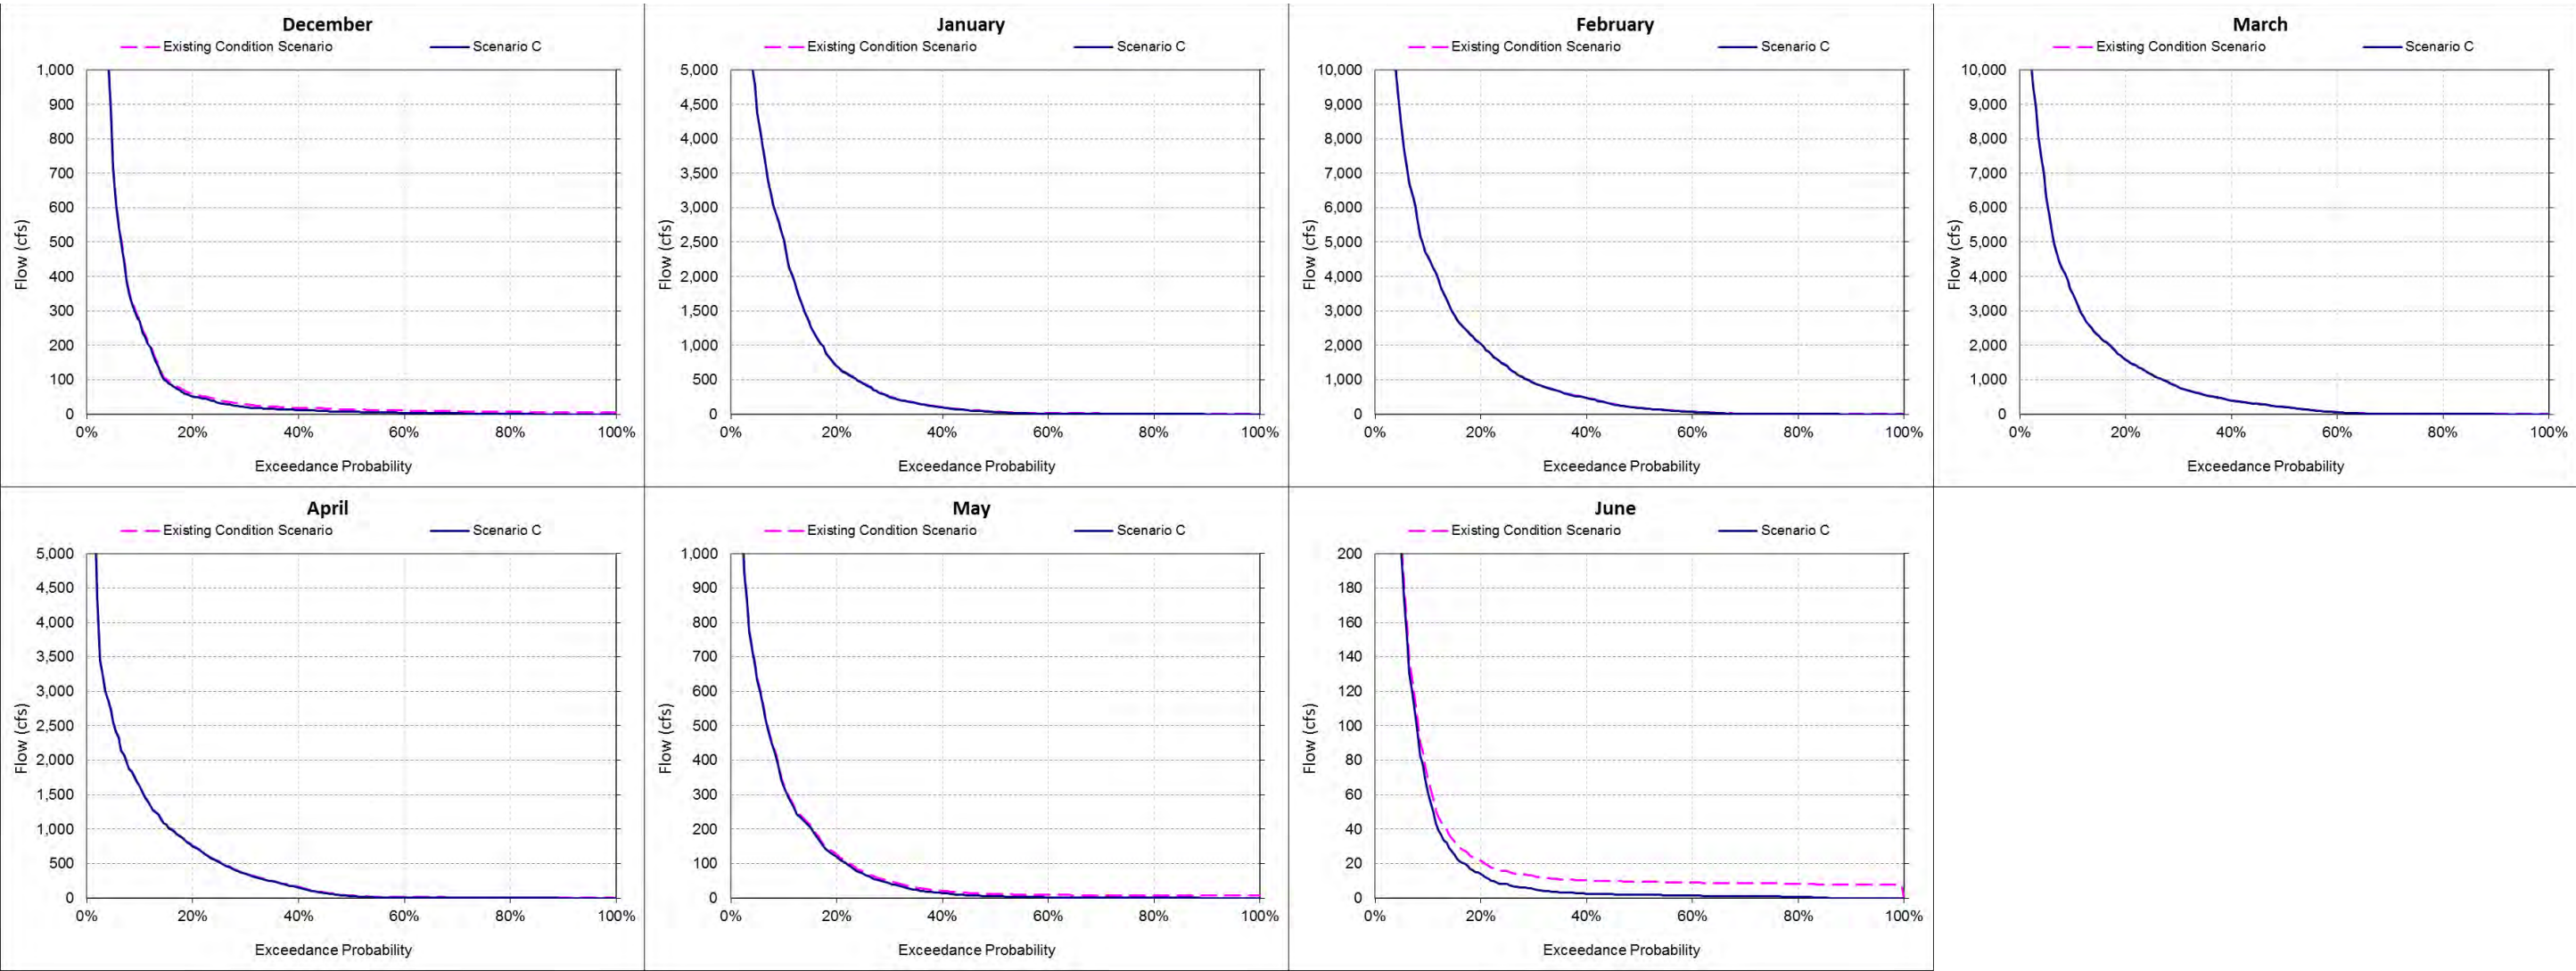 December
Existing Condition Scenario Scenario C
1,000
900
800
700
600
500
400
300
200
100
0
Flow (cfs)
0% 20% 40% 60% 80% 100%
Exceedance Probability
January
Existing Condition Scenario Scenario C
5,000
4,500
4,000
3,500
3,000
2,500
2,000
1,500
1,000
500
0
Flow (cfs)
0% 20% 40% 60% 80% 100%
Exceedance Probability
February
Existing Condition Scenario Scenario C
10,000
9,000
8,000
7,000
6,000
5,000
4,000
3,000
2,000
1,000
0
Flow (cfs)
0% 20% 40% 60% 80% 100%
Exceedance Probability
March
Existing Condition Scenario Scenario C
10,000
9,000
8,000
7,000
6,000
5,000
4,000
3,000
2,000
1,000
0
Flow (cfs)
0% 20% 40% 60% 80% 100%
Exceedance Probability
April
Existing Condition Scenario Scenario C
5,000
4,500
4,000
3,500
3,000
2,500
2,000
1,500
1,000
500
0
Flow (cfs)
0% 20% 40% 60% 80% 100%
Exceedance Probability
May
Existing Condition Scenario Scenario C
1,000
900
800
700
600
500
400
300
200
100
0
Flow (cfs)
0% 20% 40% 60% 80% 100%
Exceedance Probability
June
Existing Condition Scenario Scenario C
200
180
160
140
120
100
80
60
40
20
0
Flow (cfs)
0% 20% 40% 60% 80% 100%
Exceedance Probability